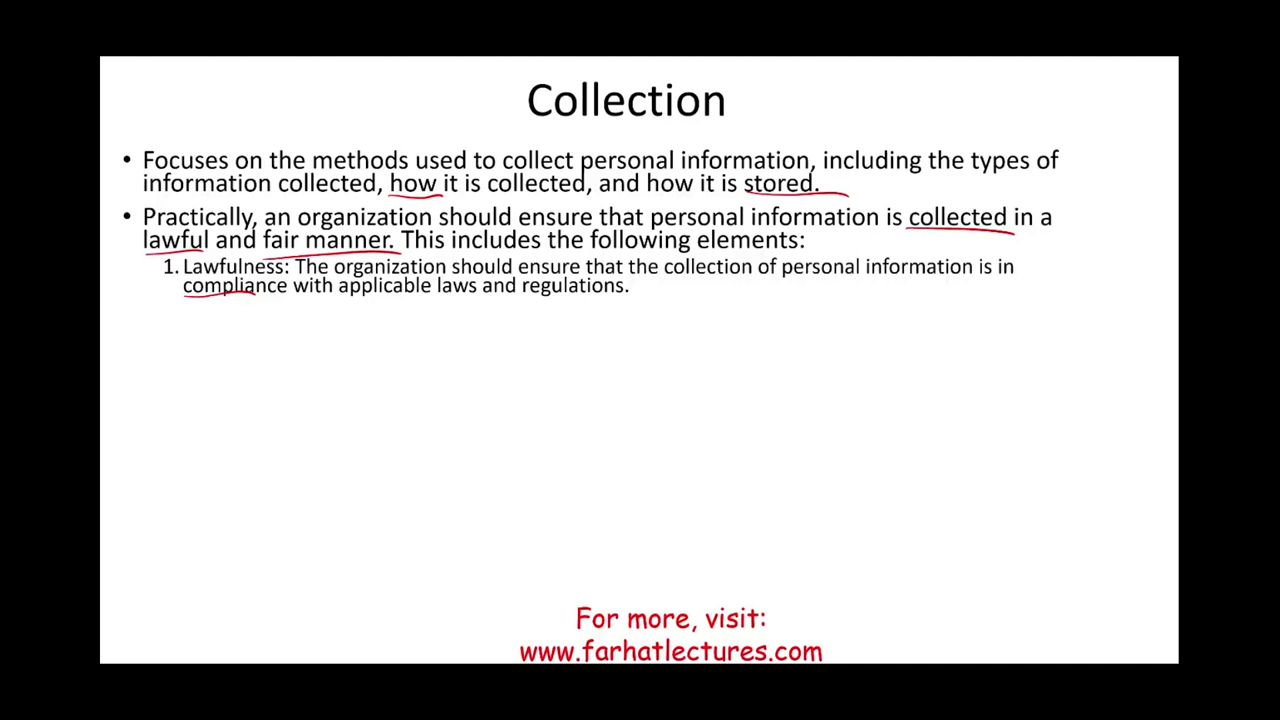 Collection
• Focuses on the methods used to collect personal information, including the types of
information collected, how it is collected, and how it is stored.
• Practically, an organization should ensure that personal information is collected in a
lawful and fair manner. This includes the following elements:
1. Lawfulness: The organization should ensure that the collection of personal information is in
compliance with applicable laws and regulations.
For more, visit:
www.farhatlectures.com